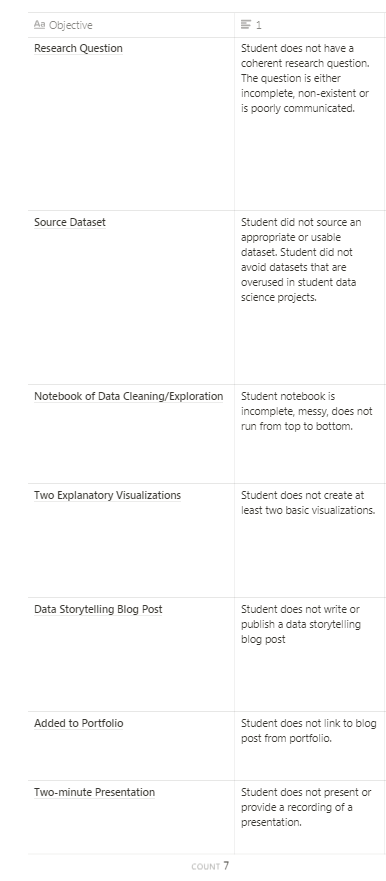 Aa Objective 1
Research Question
Student does not have a
coherent research question.
The question is either
incomplete, non-existent or
is poorly communicated.
Source Dataset
Student did not source an
appropriate or usable
dataset. Student did not
avoid datasets that are
overused in student data
science projects.
Notebook of Data Cleaning/Exploration
Student notebook is
incomplete, messy, does not
run from top to bottom.
Two Explanatory Visualizations
Student does not create at
least two basic visualizations.
Data Storytelling Blog Post
Student does not write or
publish a data storytelling
blog post
Added to Portfolio
Student does not link to blog
post from portfolio.
Two-minute Presentation
Student does not present or
provide a recording of a
presentation.
COUNT 7